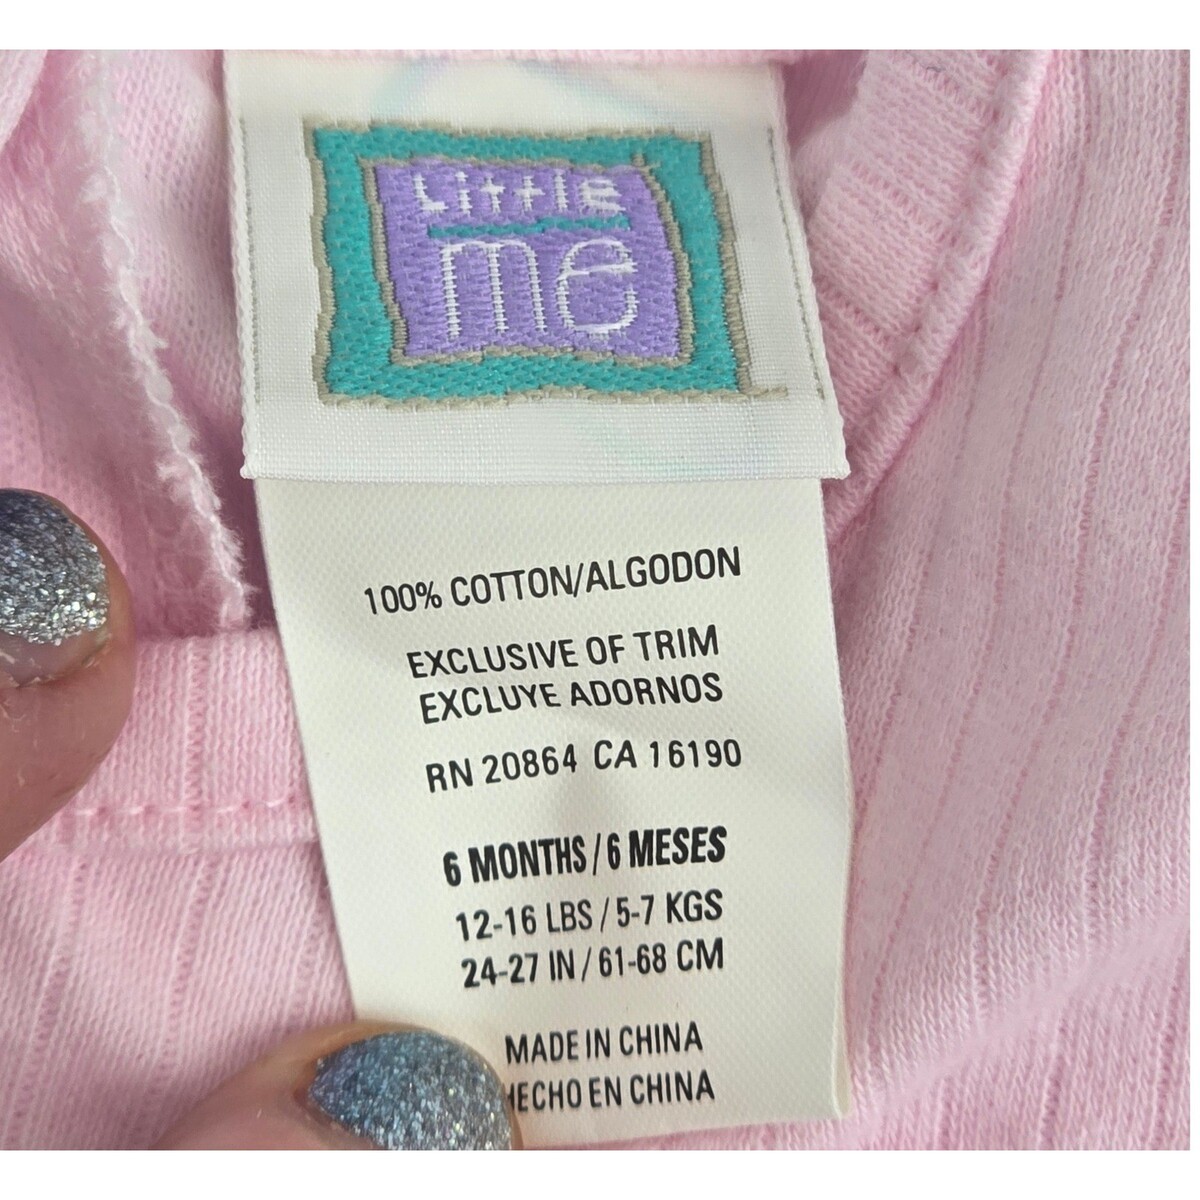 Little
me
100% COTTON/ALGODON
EXCLUSIVE OF TRIM
EXCLUYE ADORNOS
RN 20864 CA 16190
6 MONTHS / 6 MESES
12-16 LBS / 5-7 KGS
24-27 IN / 61-68 CM
MADE IN CHINA
HECHO EN CHINA